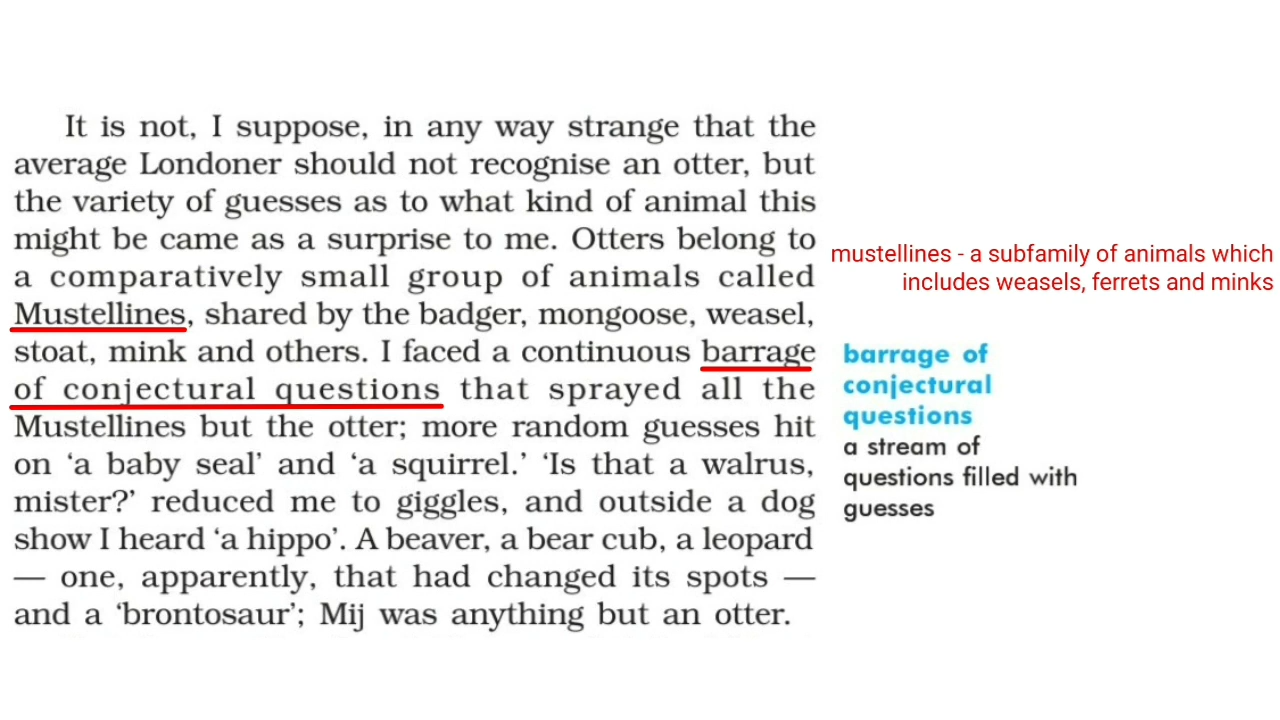 It is not, I suppose, in any way strange that the
average Londoner should not recognise an otter, but
the variety of guesses as to what kind of animal this
might be came as a surprise to me. Otters belong to
a comparatively small group of animals called
Mustellines, shared by the badger, mongoose, weasel,
stoat, mink and others. I faced a continuous barrage
of conjectural questions that sprayed all the
Mustellines but the otter; more random guesses hit
on ‘a baby seal’ and ‘a squirrel.’ ‘Is that a walrus,
mister?’ reduced me to giggles, and outside a dog
show I heard ‘a hippo’. A beaver, a bear cub, a leopard
— one, apparently, that had changed its spots —
and a ‘brontosaur’; Mij was anything but an otter.
mustellines - a subfamily of animals which
includes weasels, ferrets and minks
barrage of
conjectural
questions
a stream of
questions filled with
guesses